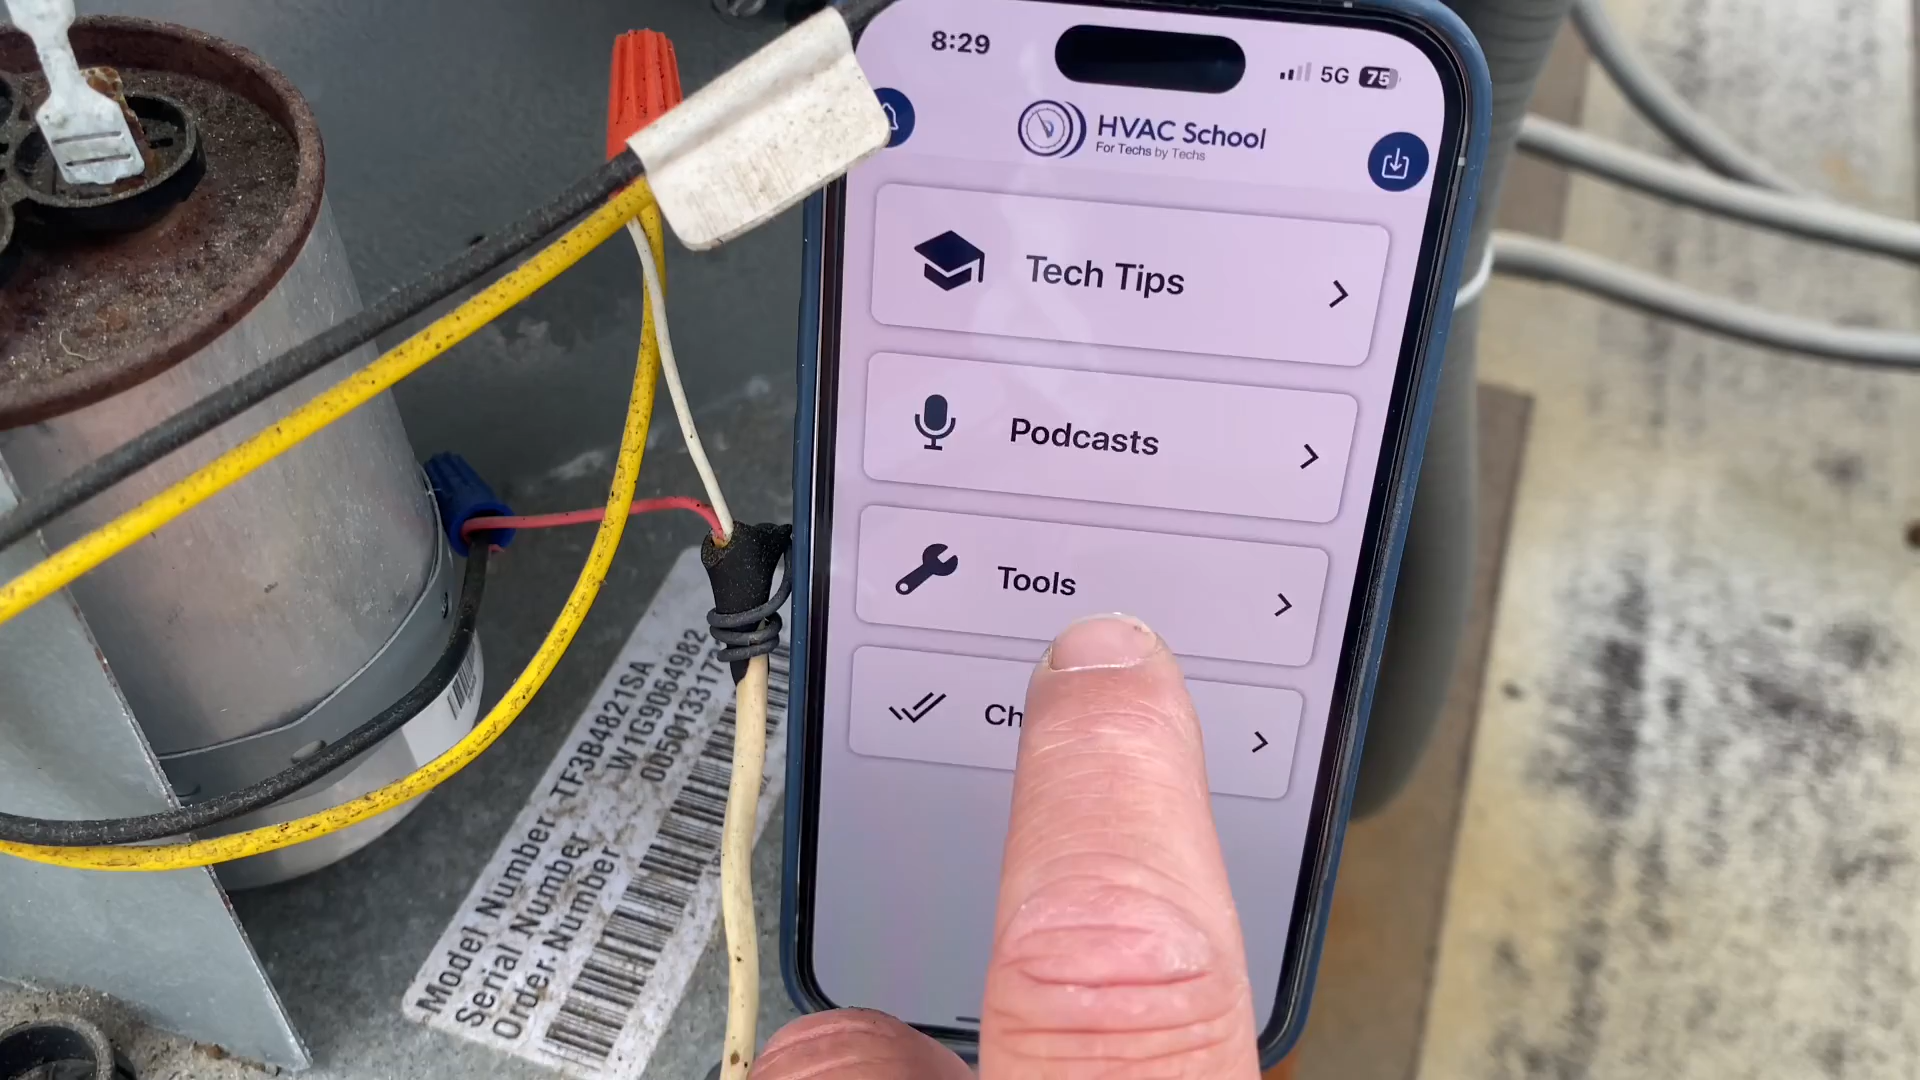 8:29
5G 75
HVAC School
For Techs by Techs
Tech Tips
Podcasts
Tools
Ch
Model Number TF3B4821SA
Serial Number W1G9064982
Order Number